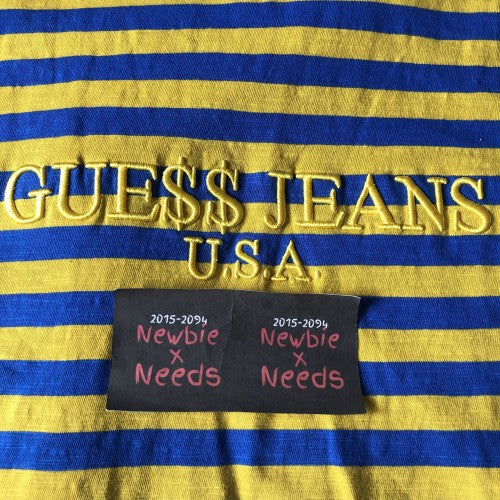 GUE$$ JEANS
U.S.A.
2015-2094
Newbie
x
Needs
2015-2094
Newbie
x
Needs